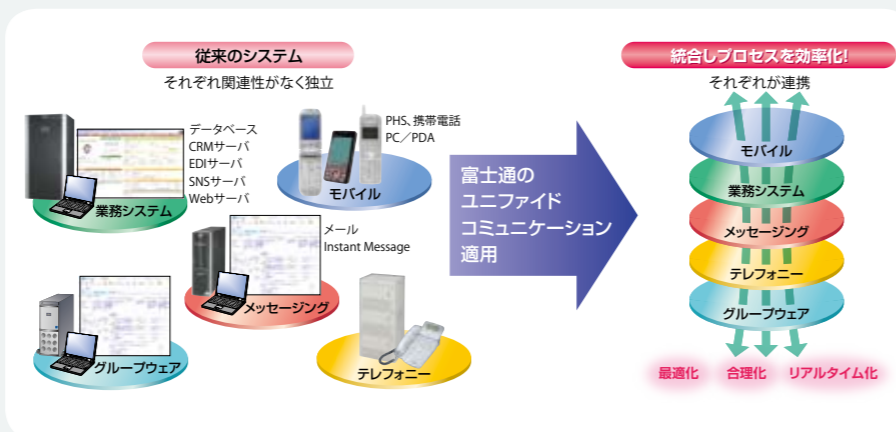 従来のシステム
それぞれ関連性がなく独立
データベース
CRMサーバ
EDIサーバ
SNSサーバ
Webサーバ
業務システム
PHS、携帯電話
PC／PDA
モバイル
メール
Instant Message
メッセージング
グループウェア
テレフォニー
富士通の
ユニファイド
コミュニケーション
適用
統合しプロセスを効率化!
それぞれが連携
モバイル
業務システム
メッセージング
テレフォニー
グループウェア
最適化 合理化 リアルタイム化